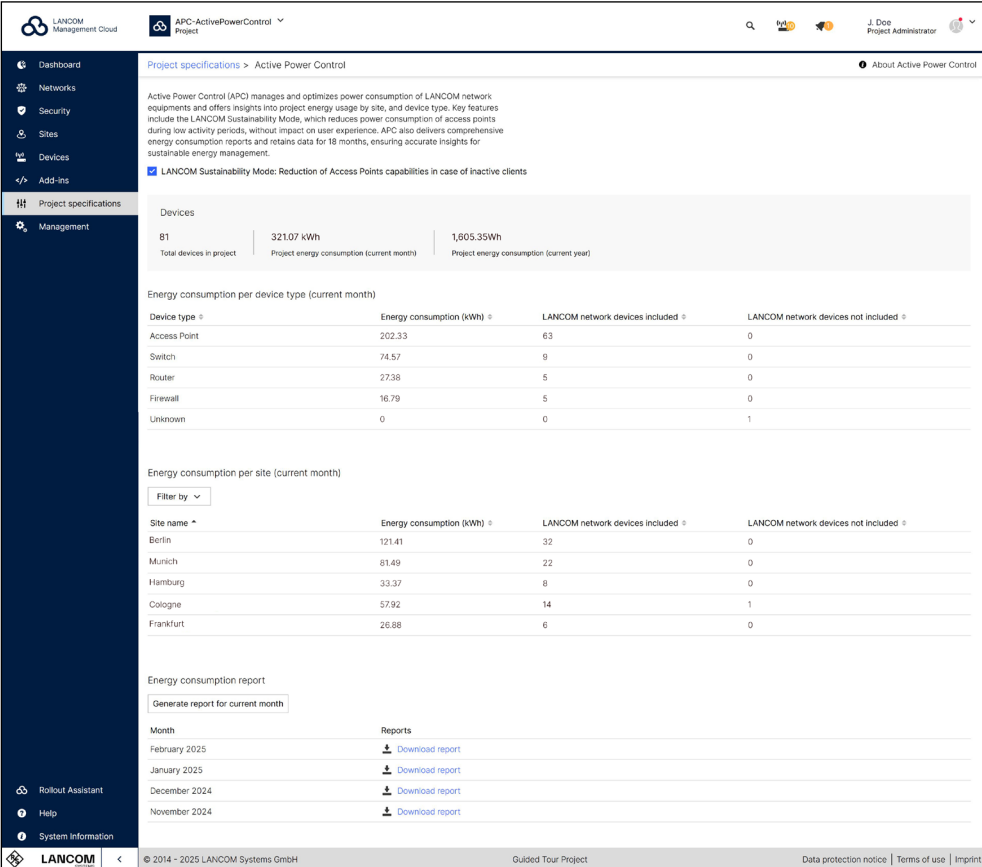 LANCOM
Management Cloud
APC-ActivePowerControl
Project
J. Doe
Project Administrator
Dashboard
Networks
Security
Sites
Devices
Add-ins
Project specifications
Management
Project specifications > Active Power Control
About Active Power Control
Active Power Control (APC) manages and optimizes power consumption of LANCOM network
equipments and offers insights into project energy usage by site, and device type. Key features
include the LANCOM Sustainability Mode, which reduces power consumption of access points
during low activity periods, without impact on user experience. APC also delivers comprehensive
energy consumption reports and retains data for 18 months, ensuring accurate insights for
sustainable energy management.
LANCOM Sustainability Mode: Reduction of Access Points capabilities in case of inactive clients
Devices
81 321.07 kWh 1,605.35Wh
Total devices in project Project energy consumption (current month) Project energy consumption (current year)
Energy consumption per device type (current month)
Device type Energy consumption (kWh) LANCOM network devices included LANCOM network devices not included
Access Point 202.33 63 0
Switch 74.57 9 0
Router 27.38 5 0
Firewall 16.79 5 0
Unknown 0 0 1
Energy consumption per site (current month)
Filter by
Site name Energy consumption (kWh) LANCOM network devices included LANCOM network devices not included
Berlin 121.41 32 0
Munich 81.49 22 0
Hamburg 33.37 8 0
Cologne 57.92 14 1
Frankfurt 26.88 6 0
Energy consumption report
Generate report for current month
Month Reports
February 2025 Download report
January 2025 Download report
December 2024 Download report
November 2024 Download report
Rollout Assistant
Help
System Information
LANCOM
© 2014 - 2025 LANCOM Systems GmbH Guided Tour Project Data protection notice | Terms of use | Imprint